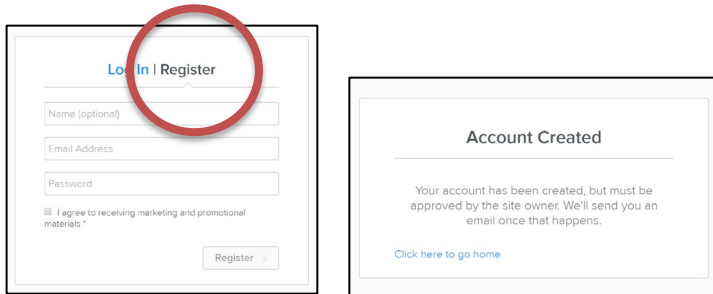 Log In | Register
Name (optional)
Email Address
Password
I agree to receiving marketing and promotional
materials *
Register >
Account Created
Your account has been created, but must be
approved by the site owner. We'll send you an
email once that happens.
Click here to go home